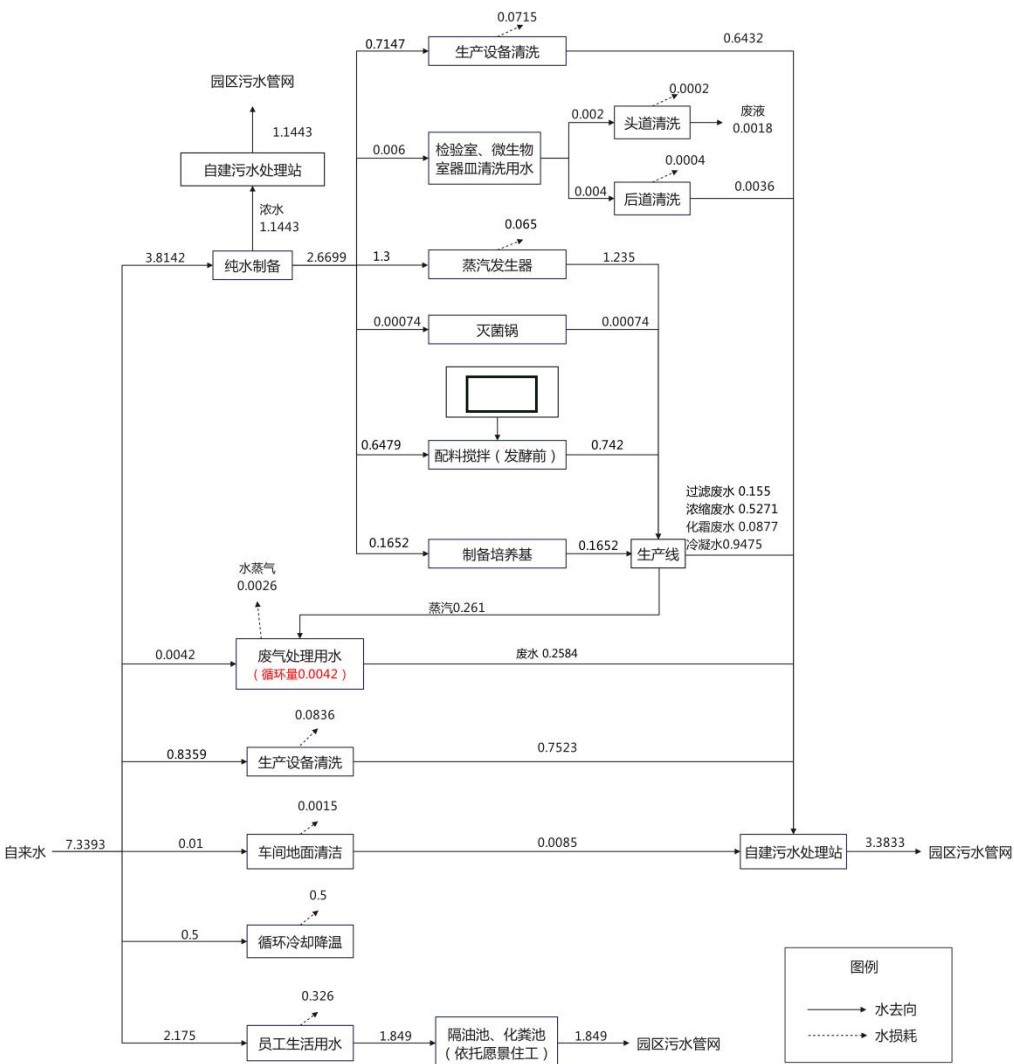 0.0715
0.7147
生产设备清洗
0.6432
园区污水管网
1.1443
自建污水处理站
浓水
1.1443
0.006
检验室、微生物
室器皿清洗用水
0.002
0.0002
头道清洗
废液
0.0018
0.0004
0.004
后道清洗
0.0036
3.8142
纯水制备
2.6699
1.3
0.065
蒸汽发生器
1.235
0.00074
灭菌锅
0.00074
0.6479
配料搅拌（发酵前）
0.742
过滤废水 0.155
浓缩废水 0.5271
化霜废水 0.0877
冷凝水0.9475
0.1652
制备培养基
0.1652
生产线
水蒸气
0.0026
蒸汽0.261
0.0042
废气处理用水
（循环量0.0042）
废水 0.2584
0.0836
0.8359
生产设备清洗
0.7523
0.0015
自来水
7.3393
0.01
车间地面清洁
0.0085
自建污水处理站
3.3833
园区污水管网
0.5
0.5
循环冷却降温
0.326
2.175
员工生活用水
1.849
隔油池、化粪池
（依托愿景住工）
1.849
园区污水管网
图例
水去向
水损耗